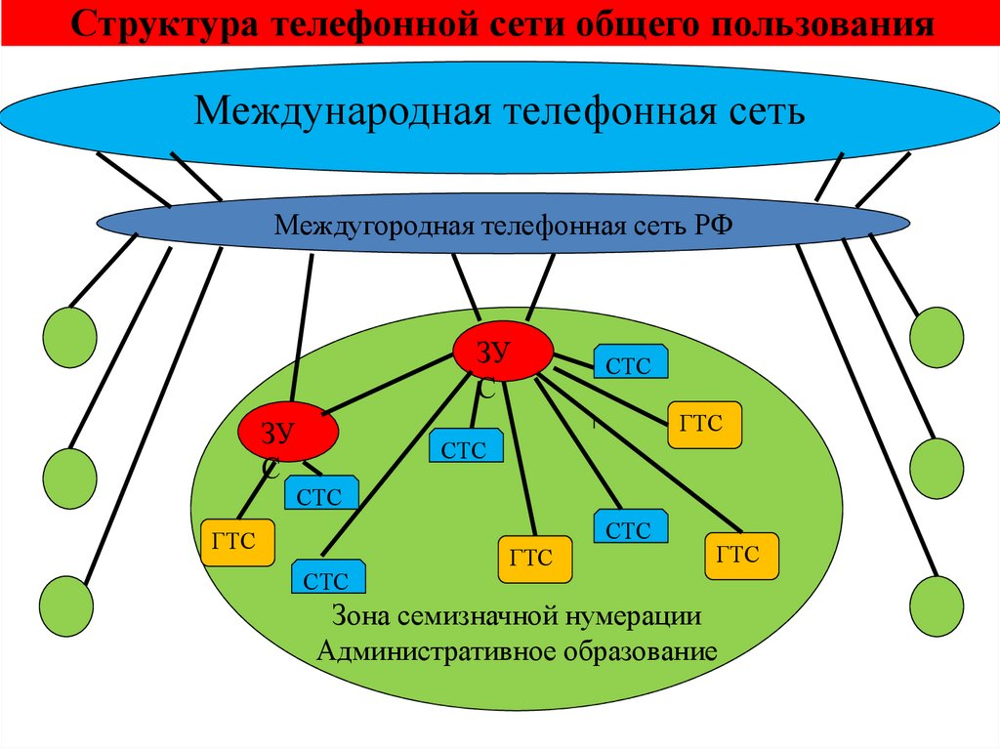 Структура телефонной сети общего пользования
Международная телефонная сеть
Междугородная телефонная сеть РФ
ЗУ
С
СТС
ГТС
ЗУ
С
СТС
СТС
ГТС
СТС
ГТС
ГТС
СТС
Зона семизначной нумерации
Административное образование